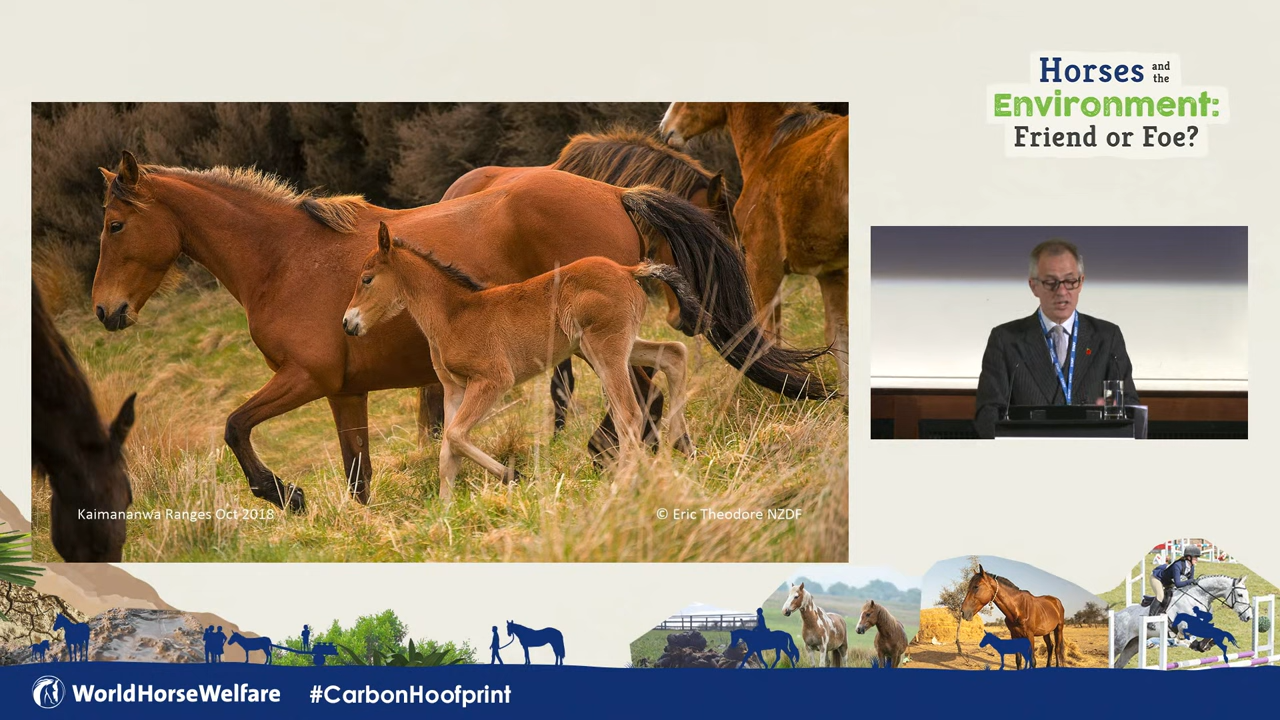 Horses and the
Environment:
Friend or Foe?
Kaimananwa Ranges Oct 2018
© Eric Theodore NZDF
WorldHorseWelfare
#CarbonHoofprint